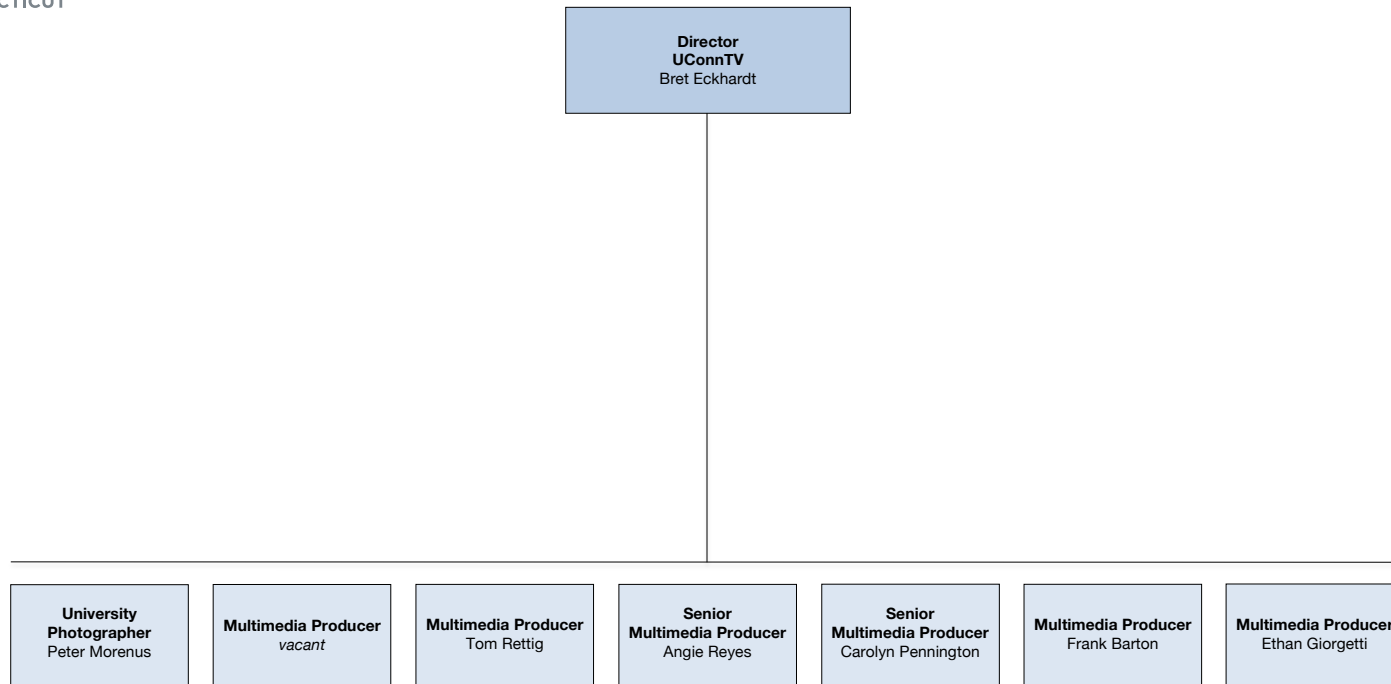 Director
UConnTV
Bret Eckhardt
University
Photographer
Peter Morenus
Multimedia Producer
vacant
Multimedia Producer
Tom Rettig
Senior
Multimedia Producer
Angie Reyes
Senior
Multimedia Producer
Carolyn Pennington
Multimedia Producer
Frank Barton
Multimedia Producer
Ethan Giorgetti